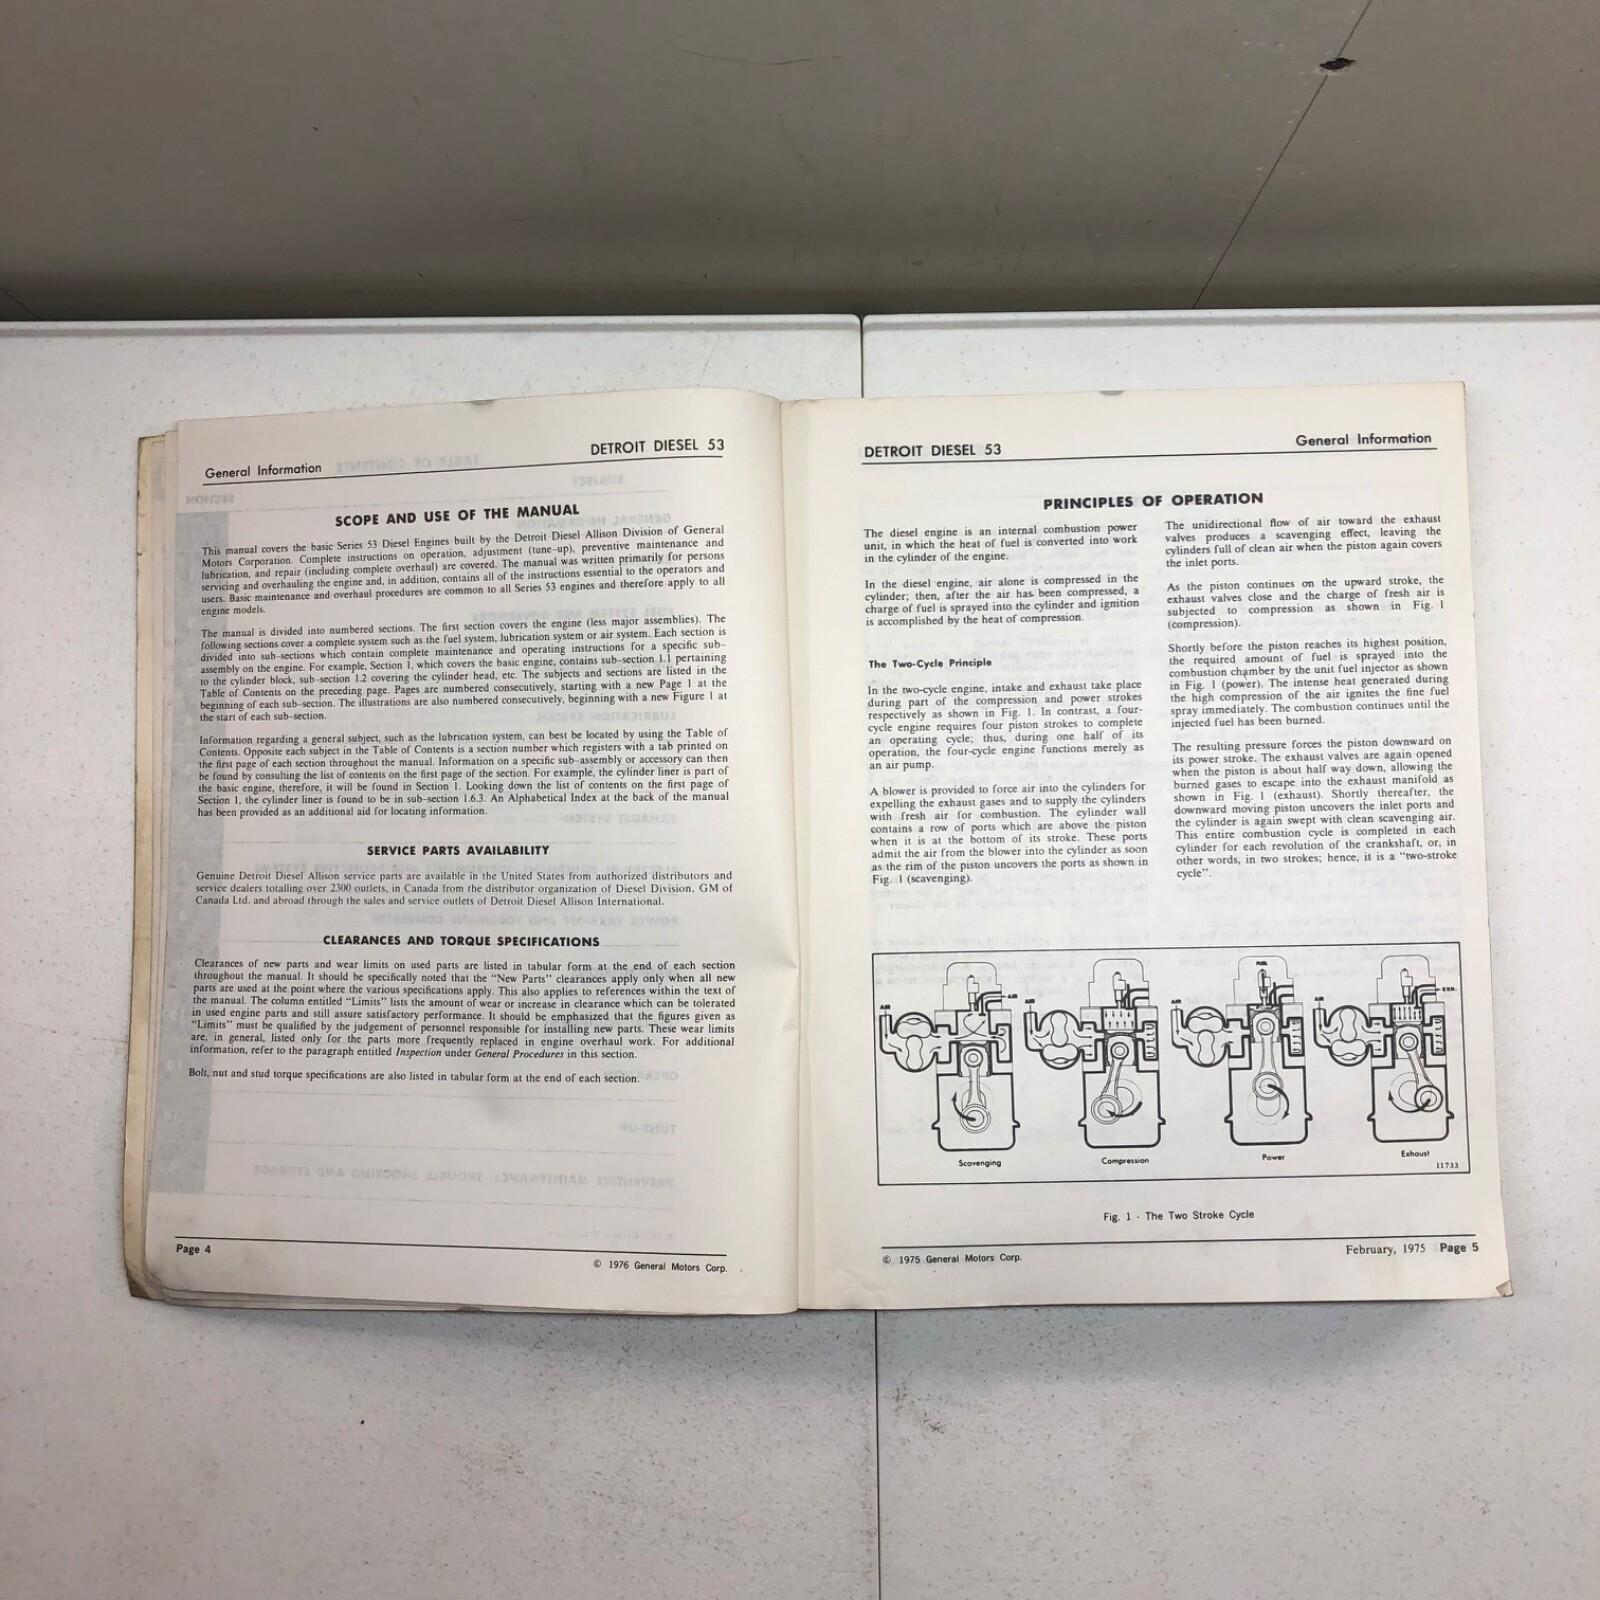 General Information
DETROIT DIESEL 53
SCOPE AND USE OF THE MANUAL
This manual covers the basic Series 53 Diesel Engines built by the Detroit Diesel Allison Division of General
Motors Corporation. Complete instructions on operation, adjustment (tune-up), preventive maintenance and
lubrication, and repair (including complete overhaul) are covered. The manual was written primarily for persons
servicing and overhauling the engine and, in addition, contains all of the instructions essential to the operators and
users. Basic maintenance and overhaul procedures are common to all Series 53 engines and therefore apply to all
engine models.
The manual is divided into numbered sections. The first section covers the engine (less major assemblies). The
following sections cover a complete system such as the fuel system, lubrication system or air system. Each section is
divided into sub-sections which contain complete maintenance and operating instructions for a specific sub-
assembly on the engine. For example, Section 1, which covers the basic engine, contains sub-section 1.1 pertaining
to the cylinder block, sub-section 1.2 covering the cylinder head, etc. The subjects and sections are listed in the
Table of Contents on the preceding page. Pages are numbered consecutively, starting with a new Page 1 at the
beginning of each sub-section. The illustrations are also numbered consecutively, beginning with a new Figure 1 at
the start of each sub-section.
Information regarding a general subject, such as the lubrication system, can best be located by using the Table of
Contents. Opposite each subject in the Table of Contents is a section number which registers with a tab printed on
the first page of each section throughout the manual. Information on a specific sub-assembly or accessory can then
be found by consulting the list of contents on the first page of the section. For example, the cylinder liner is part of
the basic engine, therefore, it will be found in Section 1. Looking down the list of contents on the first page of
Section 1, the cylinder liner is found to be in sub-section 1.6.3. An Alphabetical Index at the back of the manual
has been provided as an additional aid for locating information.
SERVICE PARTS AVAILABILITY
Genuine Detroit Diesel Allison service parts are available in the United States from authorized distributors and
service dealers totalling over 2300 outlets, in Canada from the distributor organization of Diesel Division, GM of
Canada Ltd. and abroad through the sales and service outlets of Detroit Diesel Allison International.
CLEARANCES AND TORQUE SPECIFICATIONS
Clearances of new parts and wear limits on used parts are listed in tabular form at the end of each section
throughout the manual. It should be specifically noted that the "New Parts" clearances apply only when all new
parts are used at the point where the various specifications apply. This also applies to references within the text of
the manual. The column entitled "Limits" lists the amount of wear or increase in clearance which can be tolerated
in used engine parts and still assure satisfactory performance. It should be emphasized that the figures given as
"Limits" must be qualified by the judgement of personnel responsible for installing new parts. These wear limits
are, in general, listed only for the parts more frequently replaced in engine overhaul work. For additional
information, refer to the paragraph entitled Inspection under General Procedures in this section.
Bolt, nut and stud torque specifications are also listed in tabular form at the end of each section.
Page 4
© 1976 General Motors Corp.
DETROIT DIESEL 53
General Information
PRINCIPLES OF OPERATION
The diesel engine is an internal combustion power
unit, in which the heat of fuel is converted into work
in the cylinder of the engine.
In the diesel engine, air alone is compressed in the
cylinder; then, after the air has been compressed, a
charge of fuel is sprayed into the cylinder and ignition
is accomplished by the heat of compression.
The Two-Cycle Principle
In the two-cycle engine, intake and exhaust take place
during part of the compression and power strokes
respectively as shown in Fig. 1. In contrast, a four-
cycle engine requires four piston strokes to complete
an operating cycle; thus, during one half of its
operation, the four-cycle engine functions merely as
an air pump.
A blower is provided to force air into the cylinders for
expelling the exhaust gases and to supply the cylinders
with fresh air for combustion. The cylinder wall
contains a row of ports which are above the piston
when it is at the bottom of its stroke. These ports
admit the air from the blower into the cylinder as soon
as the rim of the piston uncovers the ports as shown in
Fig. 1 (scavenging).
The unidirectional flow of air toward the exhaust
valves produces a scavenging effect, leaving the
cylinders full of clean air when the piston again covers
the inlet ports.
As the piston continues on the upward stroke, the
exhaust valves close and the charge of fresh air is
subjected to compression as shown in Fig. 1
(compression).
Shortly before the piston reaches its highest position,
the required amount of fuel is sprayed into the
combustion chamber by the unit fuel injector as shown
in Fig. 1 (power). The intense heat generated during
the high compression of the air ignites the fine fuel
spray immediately. The combustion continues until the
injected fuel has been burned.
The resulting pressure forces the piston downward on
its power stroke. The exhaust valves are again opened
when the piston is about half way down, allowing the
burned gases to escape into the exhaust manifold as
shown in Fig. 1 (exhaust). Shortly thereafter, the
downward moving piston uncovers the inlet ports and
the cylinder is again swept with clean scavenging air.
This entire combustion cycle is completed in each
cylinder for each revolution of the crankshaft, or, in
other words, in two strokes; hence, it is a "two-stroke
cycle".
AIR
AIR
AIR
AIR
FUEL
AIR
EXH.
Scavenging
Compression
Power
Exhaust
11733
Fig. 1 - The Two Stroke Cycle
© 1975 General Motors Corp.
February, 1975 Page 5